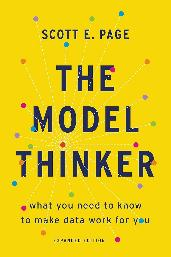 SCOTT E. PAGE
THE
MODEL
THINKER
what you need to know
to make data work for you